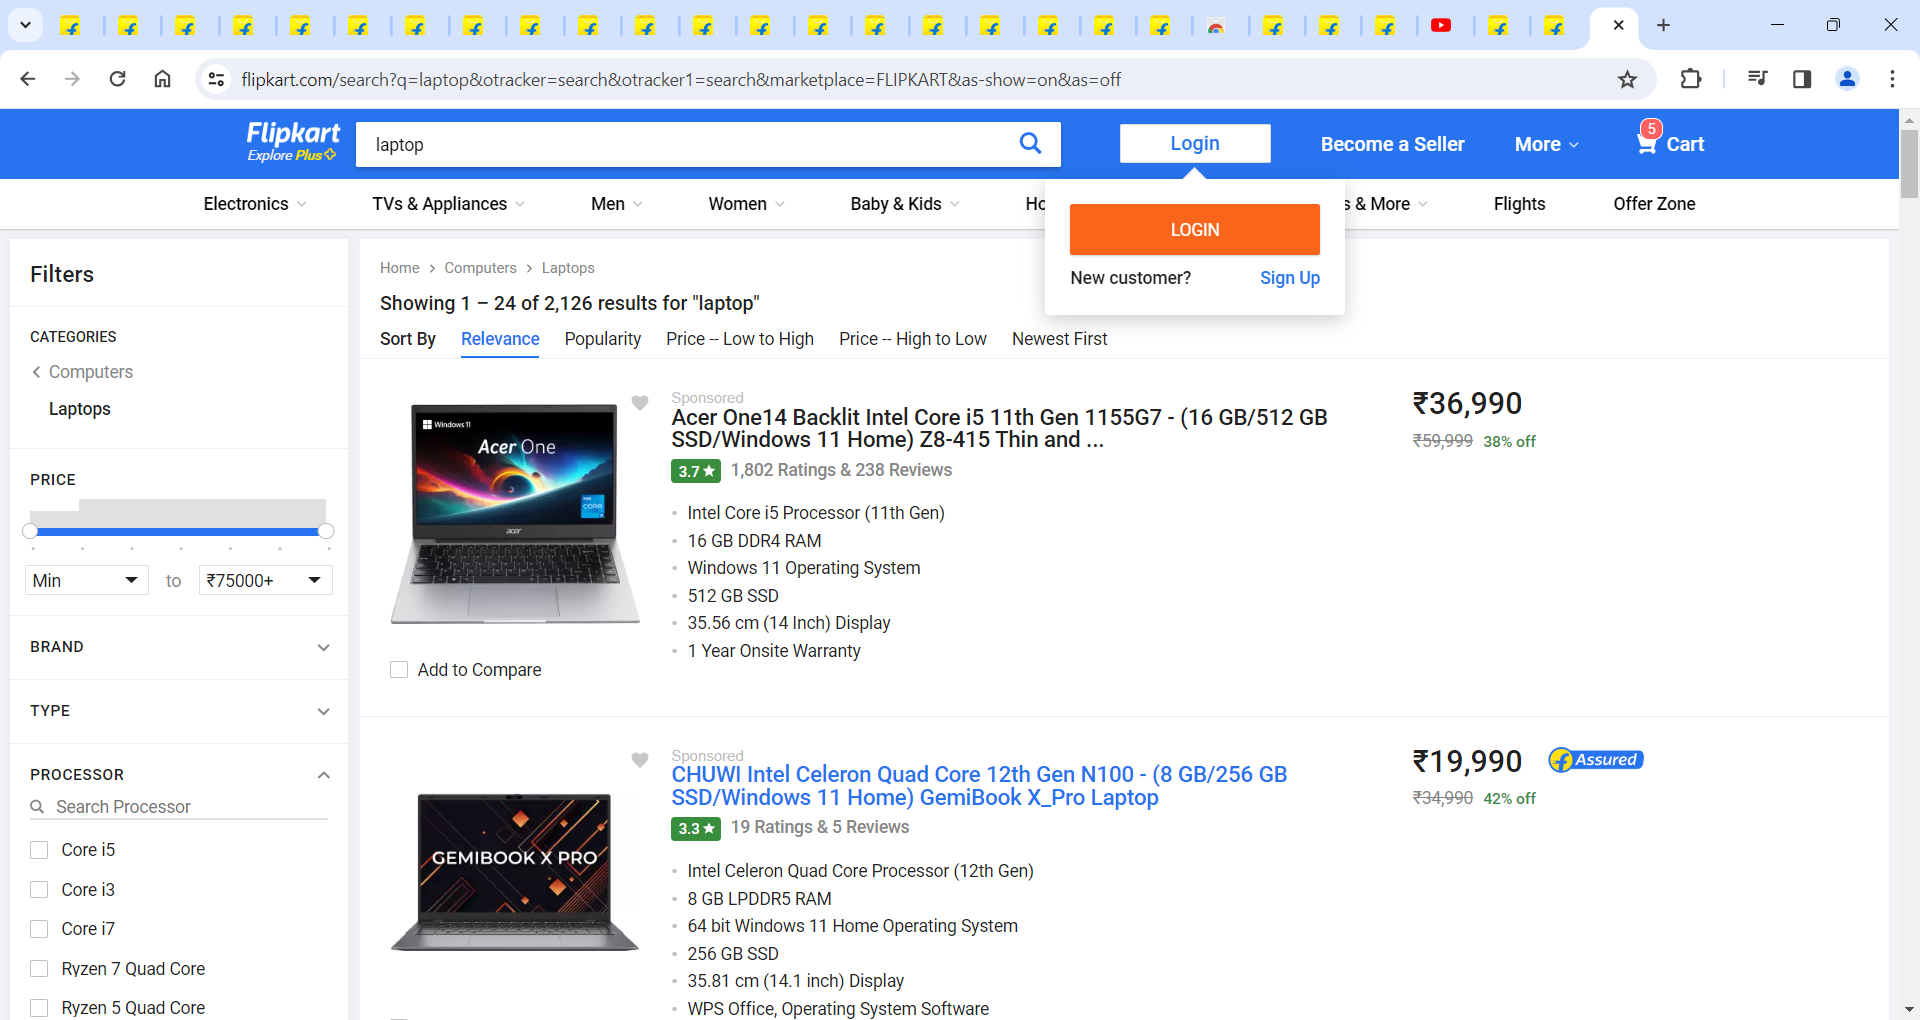 flipkart.com/search?q=laptop&otracker=search&otracker1=search&marketplace=FLIPKART&as-show=on&as=off
Flipkart
Explore Plus
laptop
Login
Become a Seller
More
5
Cart
Electronics
TVs & Appliances
Men
Women
Baby & Kids
Ho
s & More
Flights
Offer Zone
LOGIN
New customer?
Sign Up
Filters
CATEGORIES
Computers
Laptops
PRICE
Min
to
₹75000+
BRAND
TYPE
PROCESSOR
Search Processor
Core i5
Core i3
Core i7
Ryzen 7 Quad Core
Ryzen 5 Quad Core
Home > Computers > Laptops
Showing 1 – 24 of 2,126 results for "laptop"
Sort By
Relevance
Popularity
Price -- Low to High
Price -- High to Low
Newest First
Windows 11
Acer One
intel
CORE
acer
Add to Compare
Sponsored
Acer One14 Backlit Intel Core i5 11th Gen 1155G7 - (16 GB/512 GB
SSD/Windows 11 Home) Z8-415 Thin and ...
3.7★
1,802 Ratings & 238 Reviews
Intel Core i5 Processor (11th Gen)
16 GB DDR4 RAM
Windows 11 Operating System
512 GB SSD
35.56 cm (14 Inch) Display
1 Year Onsite Warranty
₹36,990
₹59,999 38% off
GEMIBOOK X PRO
Sponsored
CHUWI Intel Celeron Quad Core 12th Gen N100 - (8 GB/256 GB
SSD/Windows 11 Home) GemiBook X_Pro Laptop
3.3★
19 Ratings & 5 Reviews
Intel Celeron Quad Core Processor (12th Gen)
8 GB LPDDR5 RAM
64 bit Windows 11 Home Operating System
256 GB SSD
35.81 cm (14.1 inch) Display
WPS Office, Operating System Software
₹19,990
Assured
₹34,990 42% off